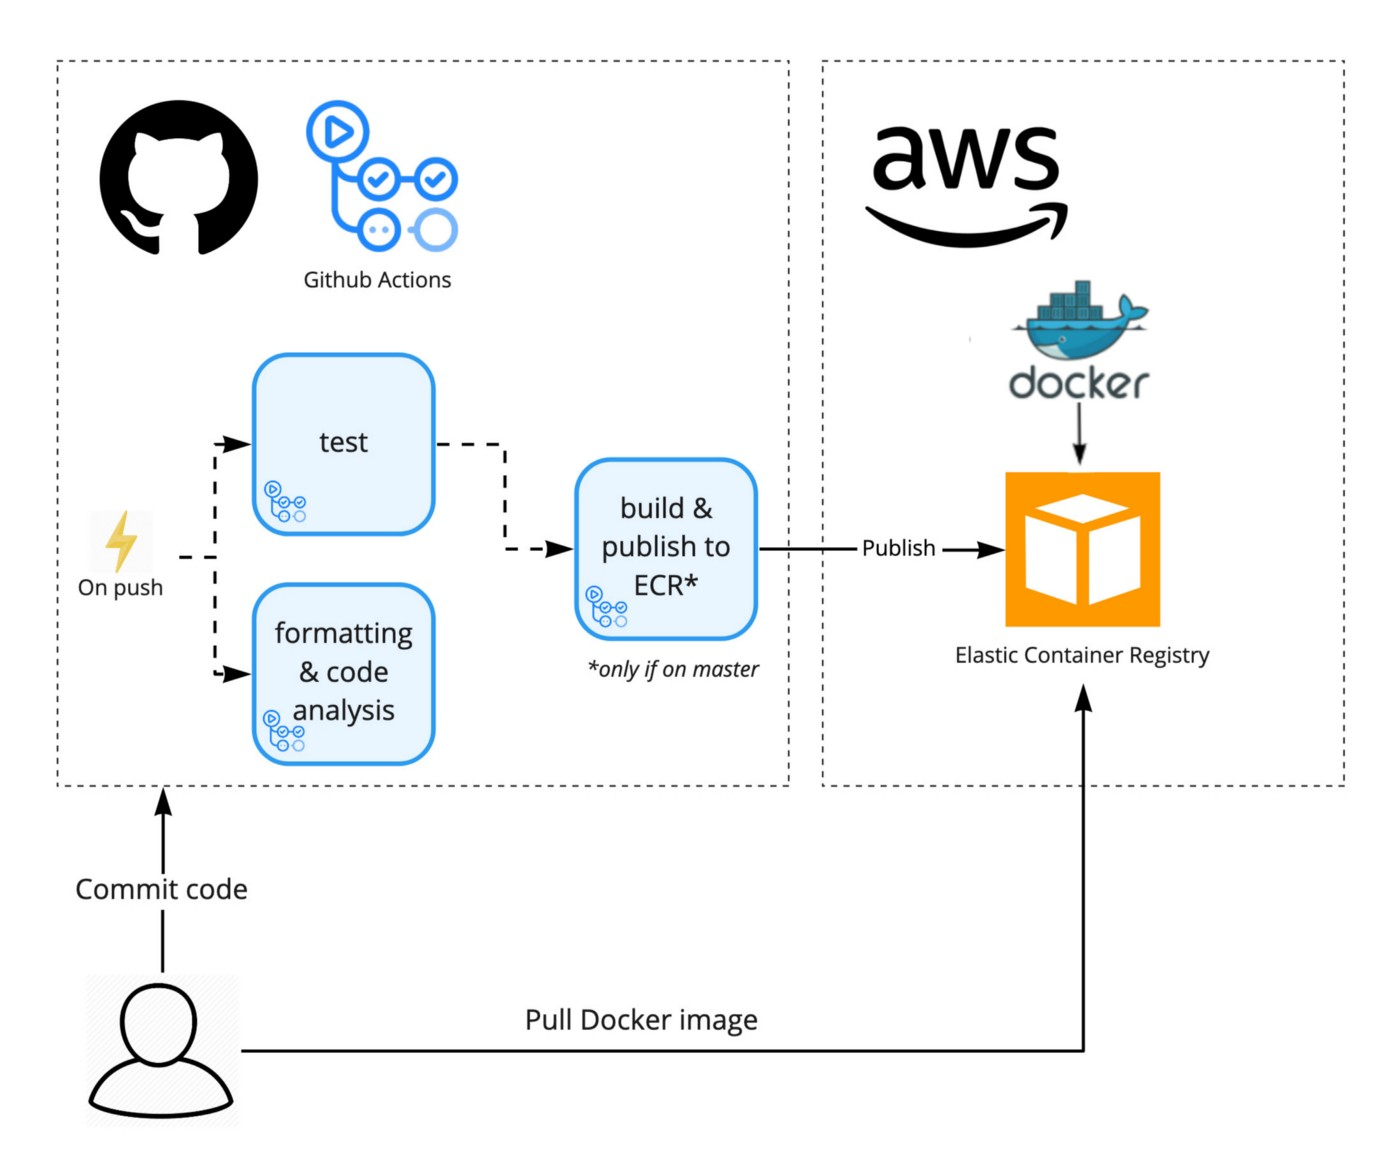 Github Actions
aws
docker
test
On push
formatting
& code
analysis
build &
publish to
ECR*
*only if on master
Publish
Elastic Container Registry
Commit code
Pull Docker image